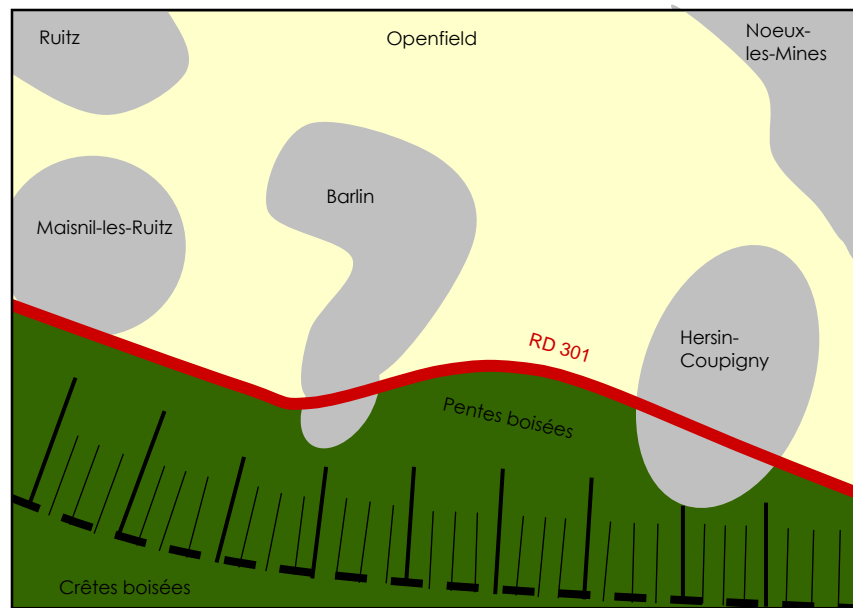 Ruitz
Openfield
Noeux-
les-Mines
Barlin
Maisnil-les-Ruitz
RD 301
Hersin-
Coupigny
Pentes boisées
Crêtes boisées